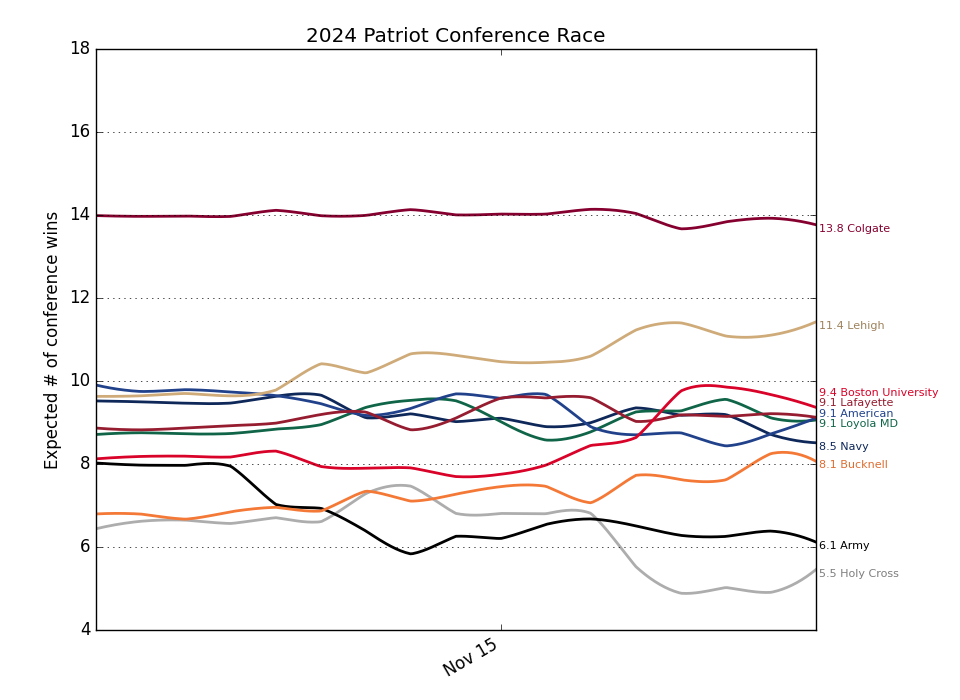 2024 Patriot Conference Race
Expected # of conference wins
18
16
14
12
10
8
6
4
Nov 15
13.8 Colgate
11.4 Lehigh
9.4 Boston University
9.1 Lafayette
9.1 American
9.1 Loyola MD
8.5 Navy
8.1 Bucknell
6.1 Army
5.5 Holy Cross